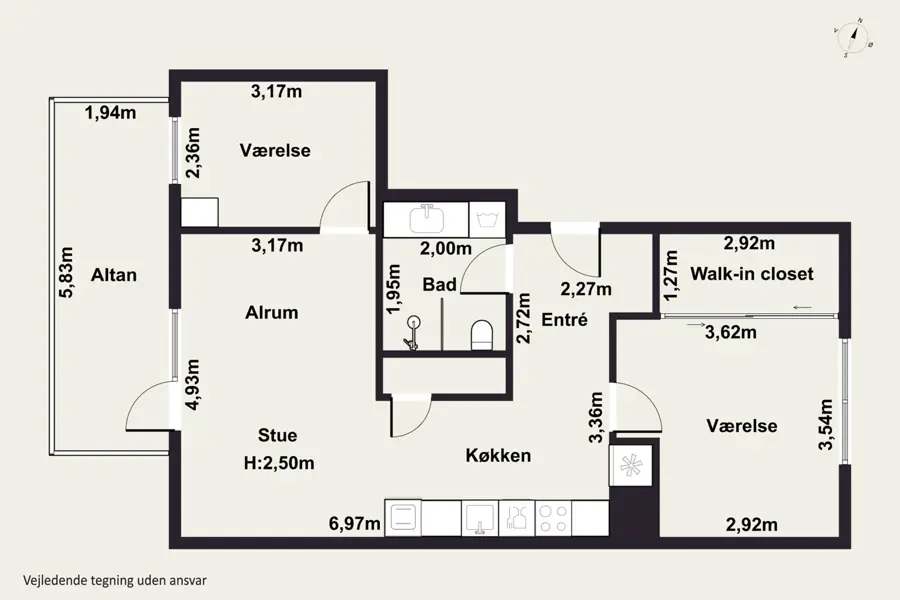 N
V
Ø
S
3,17m
1,94m
2,36m
Værelse
3,17m
2,00m
2,92m
5,83m
Altan
1,95m
Bad
1,27m
Walk-in closet
2,27m
Alrum
2,72m
Entré
3,62m
4,93m
3,36m
Værelse
3,54m
Stue
H:2,50m
Køkken
6,97m
2,92m
Vejledende tegning uden ansvar